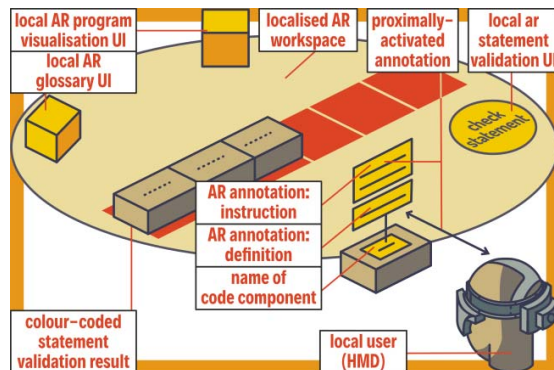 local AR program
visualisation UI
local AR
glossary UI
localised AR
workspace
proximally–
activated
annotation
local ar
statement
validation UI
check
statement
AR annotation:
instruction
AR annotation:
definition
name of
code component
colour–coded
statement
validation result
local user
(HMD)